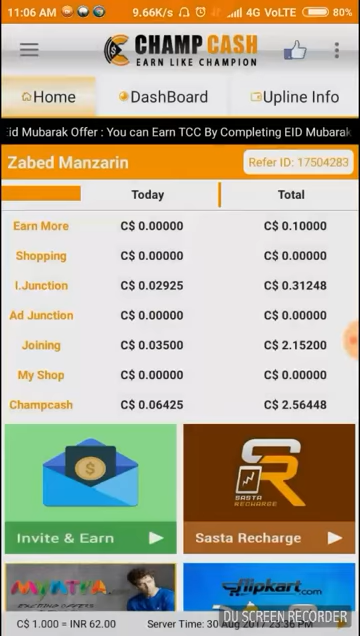 11:06 AM 9.66K/s 4G VoLTE 80%
CHAMP CASH
EARN LIKE CHAMPION
Home DashBoard Upline Info
Eid Mubarak Offer : You can Earn TCC By Completing EID Mubarak
Zabed Manzarin Refer ID: 17504283
Today Total
Earn More C$ 0.00000 C$ 0.10000
Shopping C$ 0.00000 C$ 0.00000
I.Junction C$ 0.02925 C$ 0.31248
Ad Junction C$ 0.00000 C$ 0.00000
Joining C$ 0.03500 C$ 2.15200
My Shop C$ 0.00000 C$ 0.00000
Champcash C$ 0.06425 C$ 2.56448
SASTA
RECHARGE
Invite & Earn Sasta Recharge
flipkart.com
DU SCREEN RECORDER
C$ 1.000 = INR 62.00 Server Time: 30 Aug 2017 23:36 PM